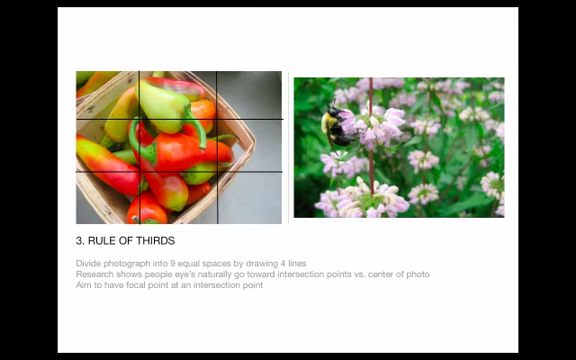 3. RULE OF THIRDS
Divide photograph into 9 equal spaces by drawing 4 lines
Research shows people eye's naturally go toward intersection points vs. center of photo
Aim to have focal point at an intersection point